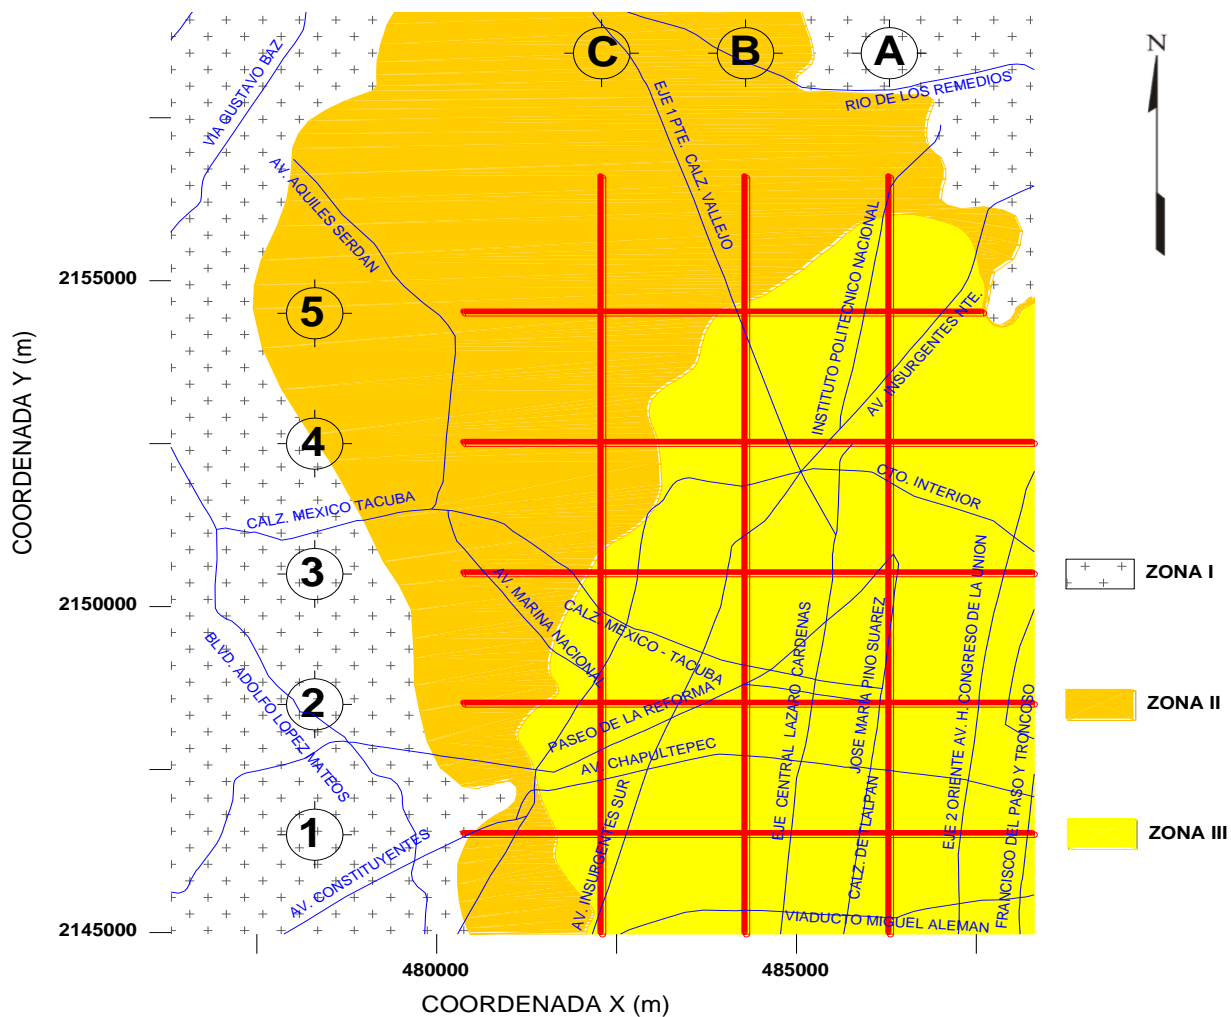 C
B
A
N
VIA GUSTAVO BAZ
EJE 1 PTE. CALZ. VALLEJO
RIO DE LOS REMEDIOS
AV. AQUILES SERDAN
INSTITUTO POLITECNICO NACIONAL
AV. INSURGENTES NTE.
2155000
5
4
COORDENADA Y (m)
CALZ. MEXICO TACUBA
CTO. INTERIOR
3
ZONA I
2150000
AV. MARINA NACIONAL
CALZ. MEXICO - TACUBA
EJE CENTRAL LAZARO CARDENAS
JOSE MARIA PINO SUAREZ
EJE 2 ORIENTE AV. H. CONGRESO DE LA UNION
BLVD. ADOLFO LOPEZ MATEOS
2
PASEO DE LA REFORMA
ZONA II
AV. CHAPULTEPEC
FRANCISCO DEL PASO Y TRONCOSO
1
AV. CONSTITUYENTES
AV. INSURGENTES SUR
CALZ. DE TLALPAN
ZONA III
VIADUCTO MIGUEL ALEMAN
2145000
480000
485000
COORDENADA X (m)